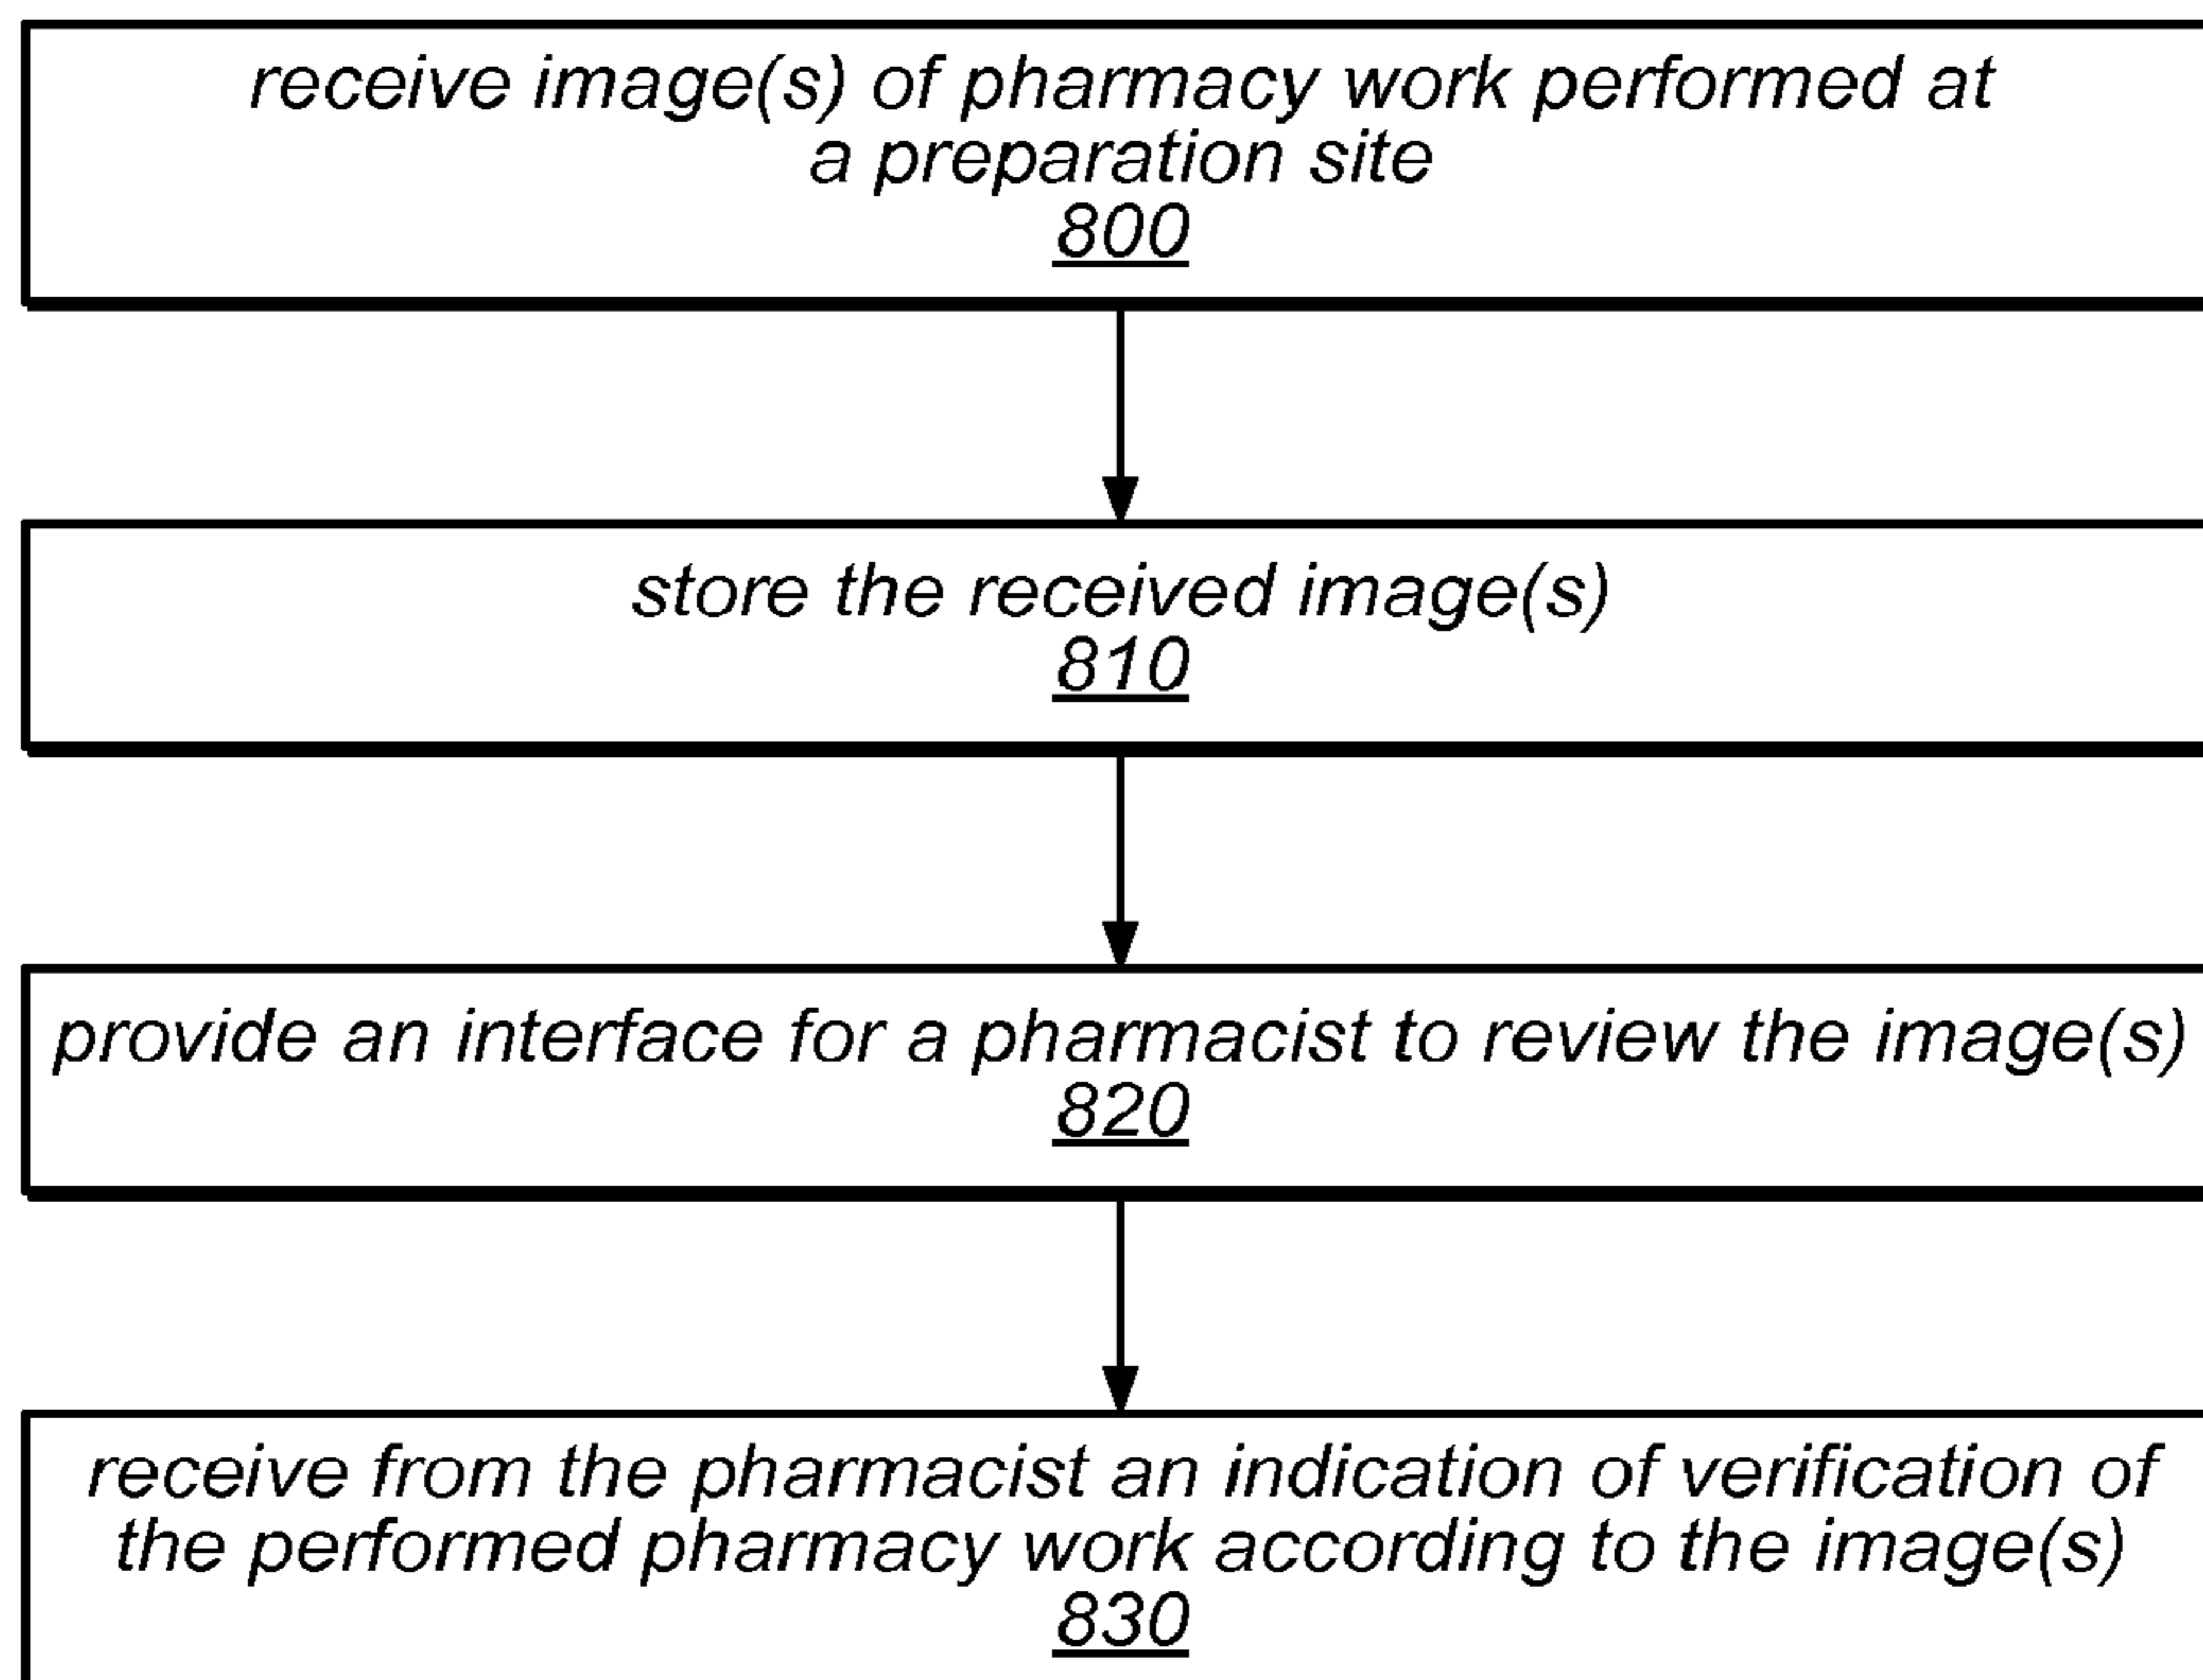 receive image(s) of pharmacy work performed at
a preparation site
800
store the received image(s)
810
provide an interface for a pharmacist to review the image(s)
820
receive from the pharmacist an indication of verification of
the performed pharmacy work according to the image(s)
830